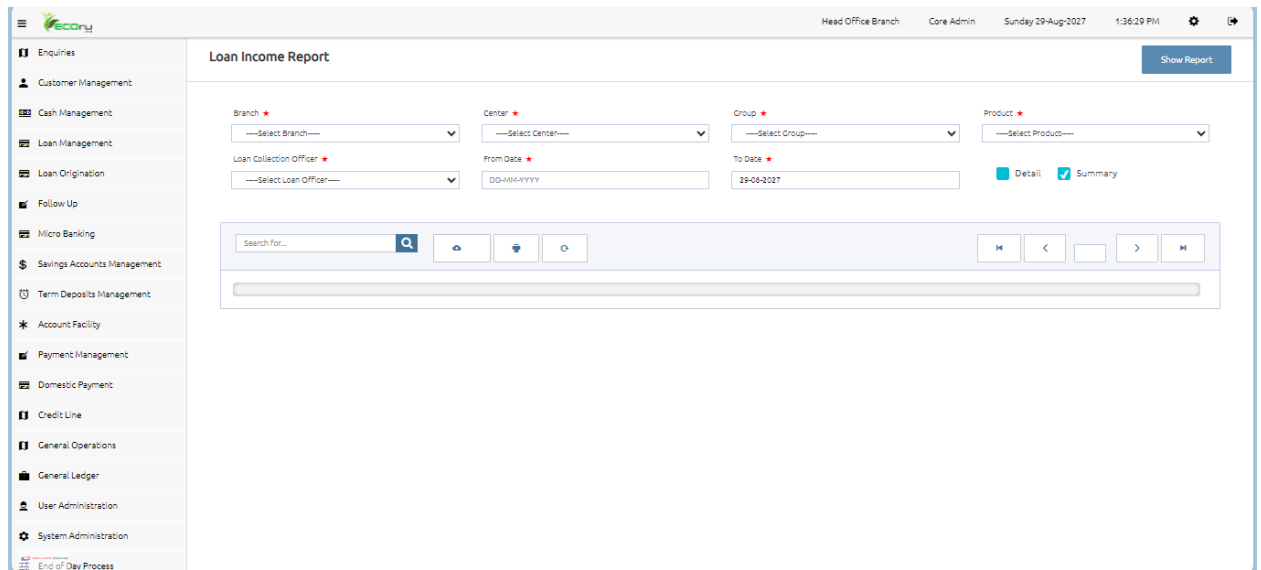 ecory
Head Office Branch Core Admin Sunday 29-Aug-2027 1:36:29 PM
Enquiries
Customer Management
Cash Management
Loan Management
Loan Origination
Follow Up
Micro Banking
Savings Accounts Management
Term Deposits Management
Account Facility
Payment Management
Domestic Payment
Credit Line
General Operations
General Ledger
User Administration
System Administration
End of Day Process
Loan Income Report
Show Report
Branch ★ Center ★ Group ★ Product ★
-----Select Branch----- -----Select Center----- -----Select Group----- -----Select Product-----
Loan Collection Officer ★ From Date ★ To Date ★
-----Select Loan Officer----- DD-MM-YYYY 29-08-2027 Detail Summary
Search for...